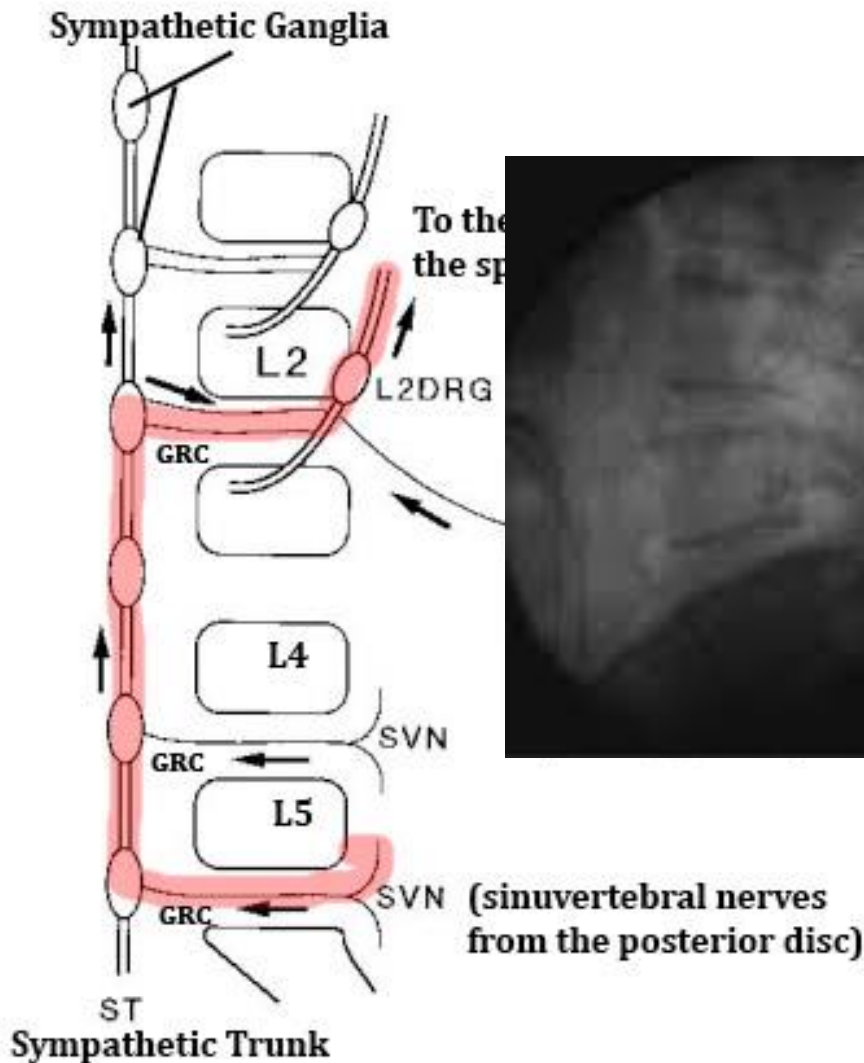 Sympathetic Ganglia
To the
the sp
L2
L2DRG
GRC
L4
SVN
GRC
L5
SVN (sinuvertebral nerves
from the posterior disc)
GRC
ST
Sympathetic Trunk